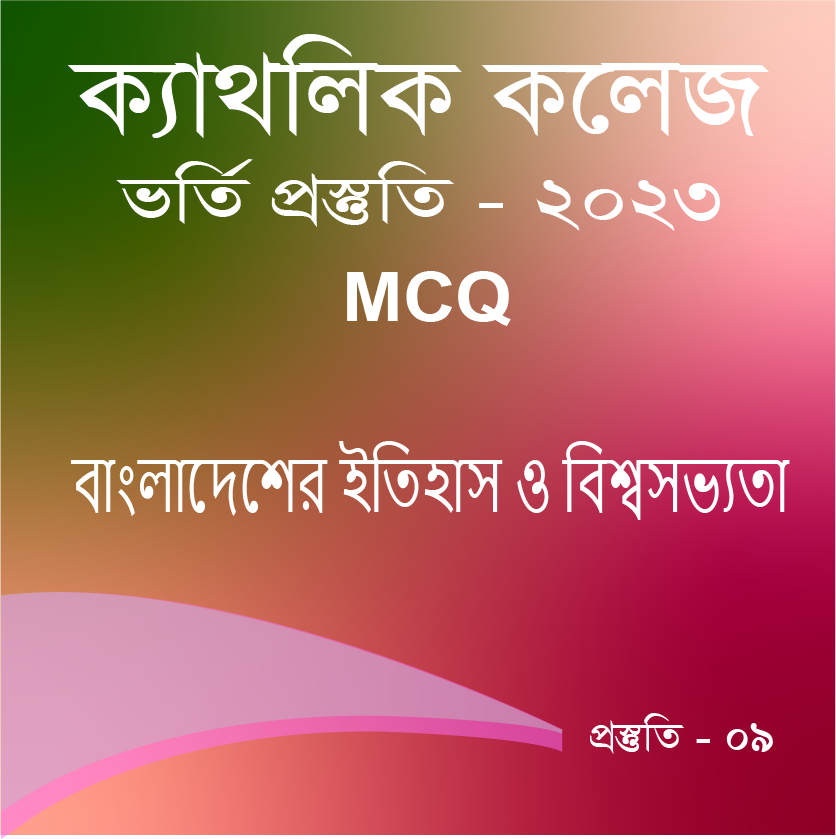 ক্যাথলিক কলেজ
ভর্তি প্রস্তুতি - ২০২৩
MCQ
বাংলাদেশের ইতিহাস ও বিশ্বসভ্যতা
প্রস্তুতি - ০৯